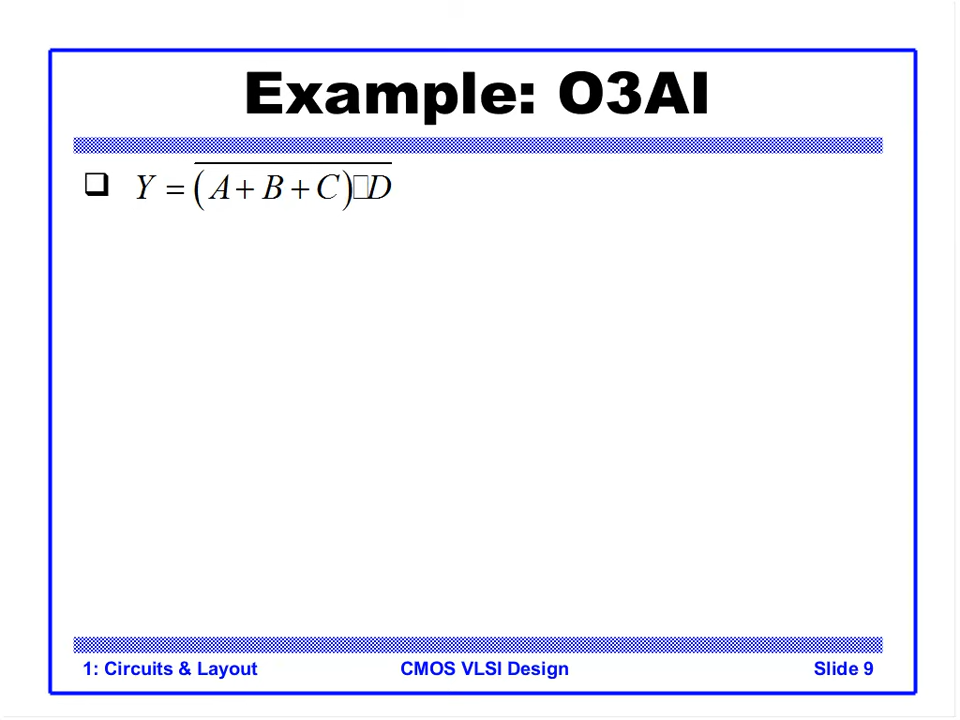 Example: O3AI
❑ Y = (A + B + C)□D
1: Circuits & Layout
CMOS VLSI Design
Slide 9